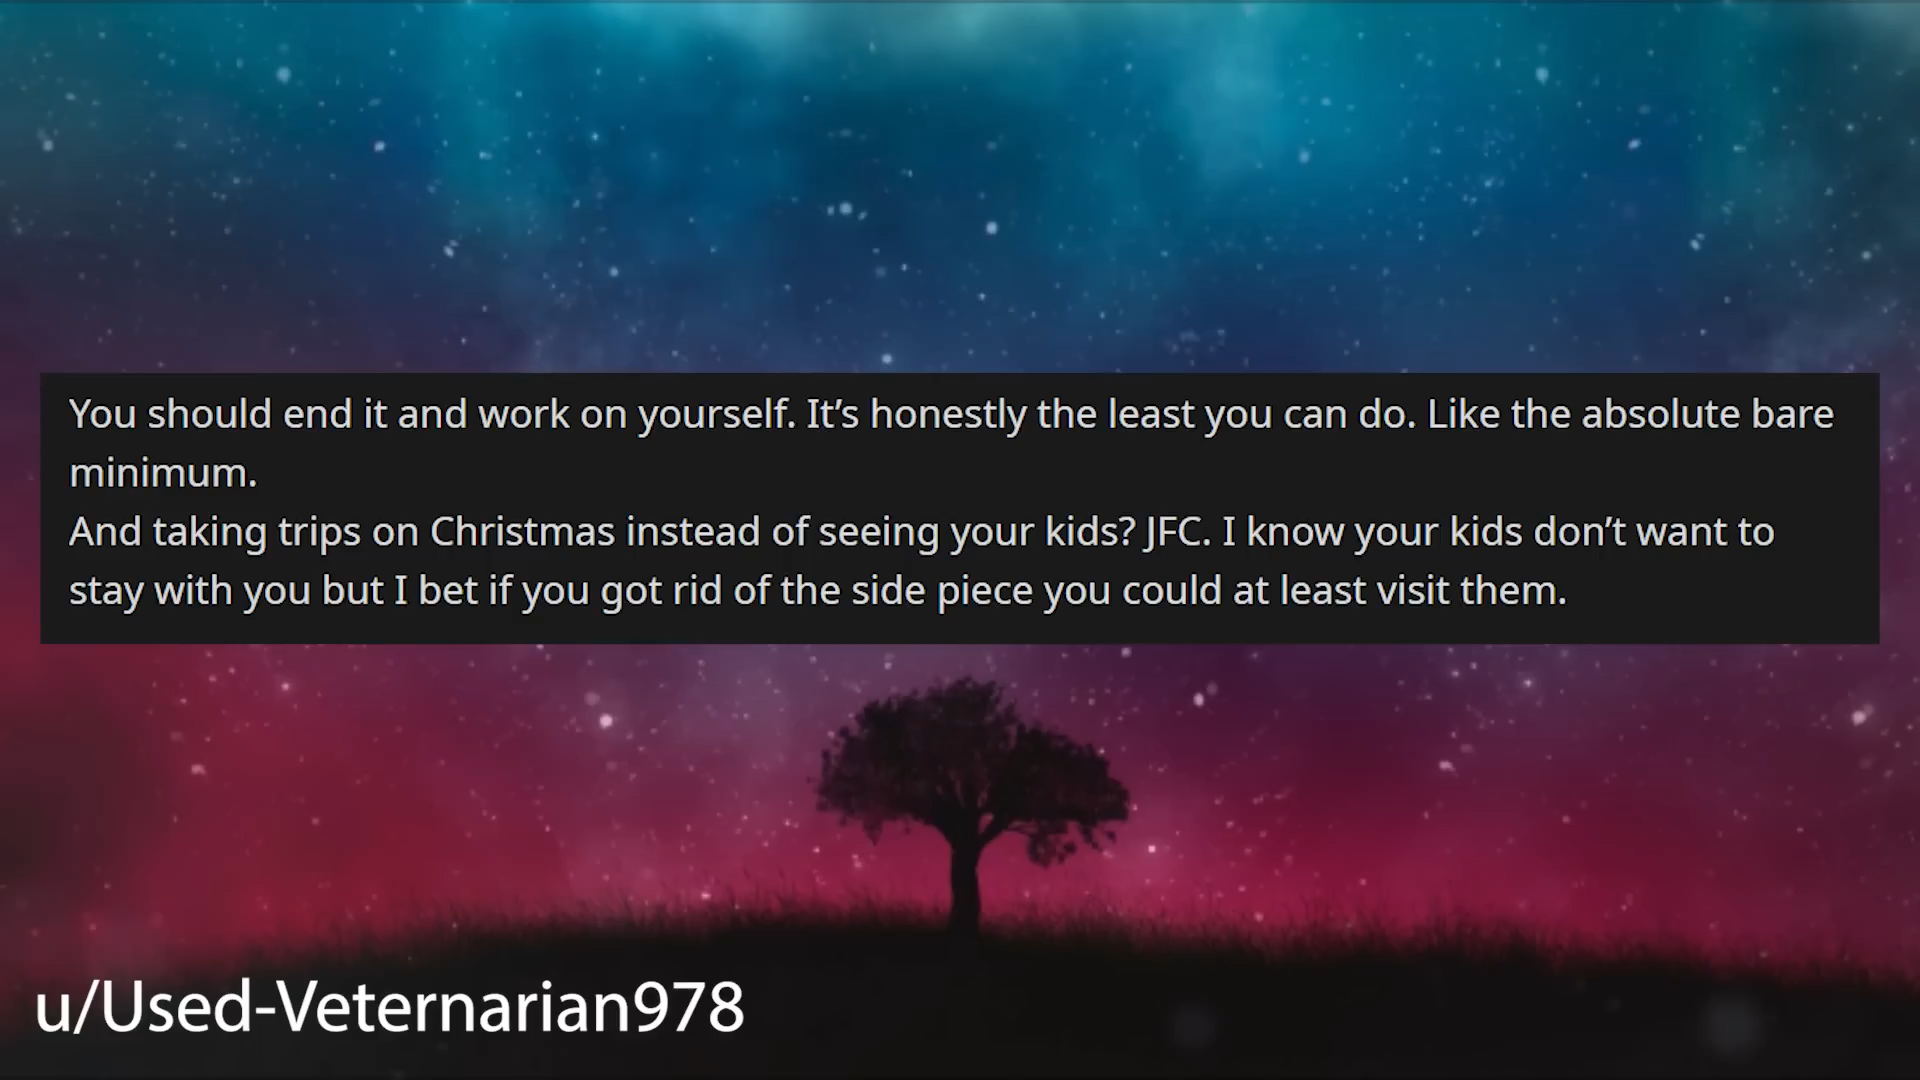 You should end it and work on yourself. It’s honestly the least you can do. Like the absolute bare
minimum.
And taking trips on Christmas instead of seeing your kids? JFC. I know your kids don’t want to
stay with you but I bet if you got rid of the side piece you could at least visit them.
u/Used-Veternarian978